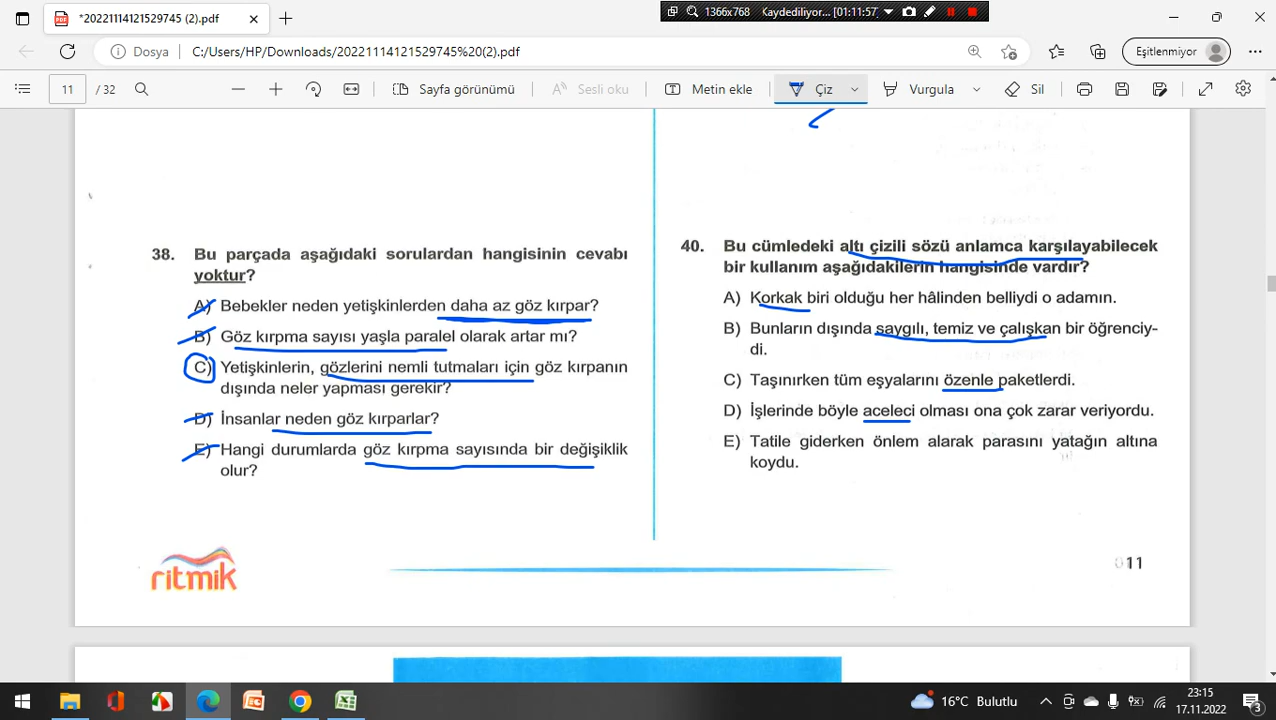 *20221114121529745 (2).pdf
1366x768 Kaydediliyor... [01:11:57]
Dosya C:/Users/HP/Downloads/20221114121529745%20(2).pdf
Eşitlenmiyor
11 / 32
Sayfa görünümü
Sesli oku
Metin ekle
Çiz
Vurgula
Sil
38. Bu parçada aşağıdaki sorulardan hangisinin cevabı
yoktur?
A) Bebekler neden yetişkinlerden daha az göz kırpar?
B) Göz kırpma sayısı yaşla paralel olarak artar mı?
C) Yetişkinlerin, gözlerini nemli tutmaları için göz kırpanın
dışında neler yapması gerekir?
D) İnsanlar neden göz kırparlar?
E) Hangi durumlarda göz kırpma sayısında bir değişiklik
olur?
40. Bu cümledeki altı çizili sözü anlamca karşılayabilecek
bir kullanım aşağıdakilerin hangisinde vardır?
A) Korkak biri olduğu her hâlinden belliydi o adamın.
B) Bunların dışında saygılı, temiz ve çalışkan bir öğrenciy-
di.
C) Taşınırken tüm eşyalarını özenle paketlerdi.
D) İşlerinde böyle aceleci olması ona çok zarar veriyordu.
E) Tatile giderken önlem alarak parasını yatağın altına
koydu.
ritmik
011
16°C Bulutlu
23:15
17.11.2022
3